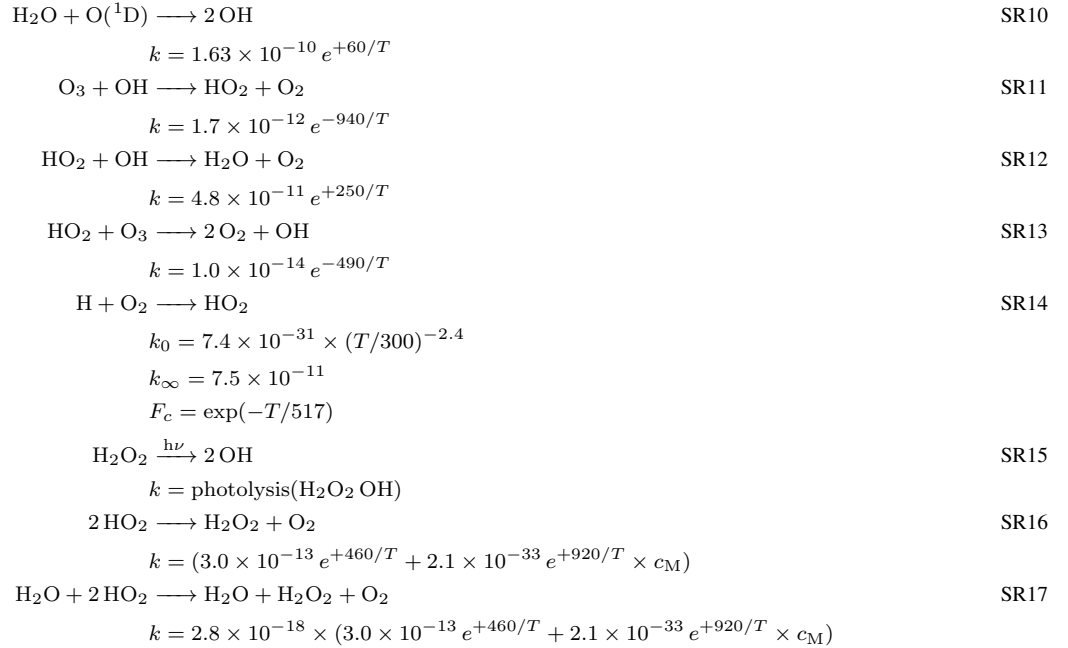 H₂O + O(¹D) ⟶ 2 OH SR10
k = 1.63 × 10⁻¹⁰ e^{+60/T}
O₃ + OH ⟶ HO₂ + O₂ SR11
k = 1.7 × 10⁻¹² e^{−940/T}
HO₂ + OH ⟶ H₂O + O₂ SR12
k = 4.8 × 10⁻¹¹ e^{+250/T}
HO₂ + O₃ ⟶ 2 O₂ + OH SR13
k = 1.0 × 10⁻¹⁴ e^{−490/T}
H + O₂ ⟶ HO₂ SR14
k₀ = 7.4 × 10⁻³¹ × (T/300)^{−2.4}
k_∞ = 7.5 × 10⁻¹¹
F_c = exp(−T/517)
H₂O₂ \xrightarrow{hν} 2 OH SR15
k = photolysis(H₂O₂ OH)
2 HO₂ ⟶ H₂O₂ + O₂ SR16
k = (3.0 × 10⁻¹³ e^{+460/T} + 2.1 × 10⁻³³ e^{+920/T} × c_M)
H₂O + 2 HO₂ ⟶ H₂O + H₂O₂ + O₂ SR17
k = 2.8 × 10⁻¹⁸ × (3.0 × 10⁻¹³ e^{+460/T} + 2.1 × 10⁻³³ e^{+920/T} × c_M)